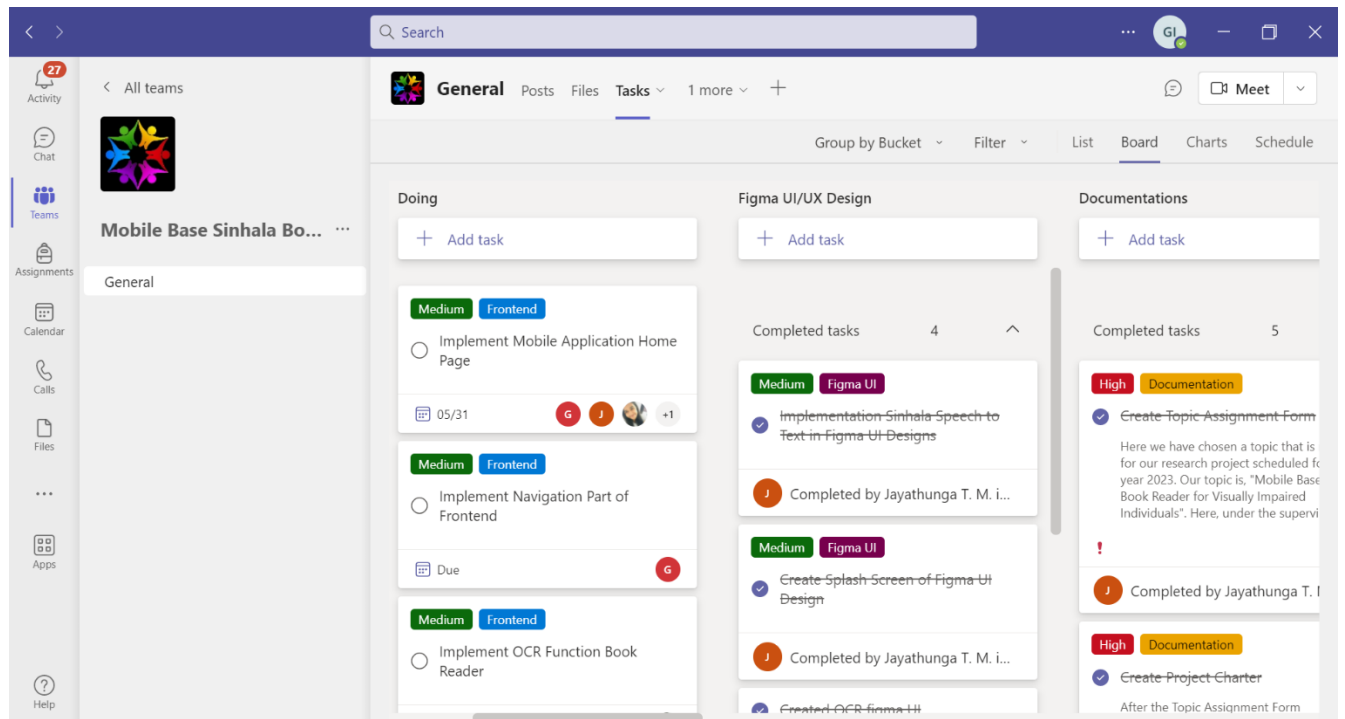 Search
GI
27
Activity
Chat
Teams
Assignments
Calendar
Calls
Files
Apps
Help
All teams
Mobile Base Sinhala Bo...
General
General
Posts
Files
Tasks
1 more
Meet
Group by Bucket
Filter
List
Board
Charts
Schedule
Doing
Add task
Medium
Frontend
Implement Mobile Application Home
Page
05/31
G
J
+1
Medium
Frontend
Implement Navigation Part of
Frontend
Due
G
Medium
Frontend
Implement OCR Function Book
Reader
Figma UI/UX Design
Add task
Completed tasks
4
Medium
Figma UI
Implementation Sinhala Speech to
Text in Figma UI Designs
J
Completed by Jayathunga T. M. i...
Medium
Figma UI
Create Splash Screen of Figma UI
Design
J
Completed by Jayathunga T. M. i...
Created OCR figma UI
Documentations
Add task
Completed tasks
5
High
Documentation
Create Topic Assignment Form
Here we have chosen a topic that is
for our research project scheduled fo
year 2023. Our topic is, "Mobile Base
Book Reader for Visually Impaired
Individuals". Here, under the supervi
J
Completed by Jayathunga T.
High
Documentation
Create Project Charter
After the Topic Assignment Form